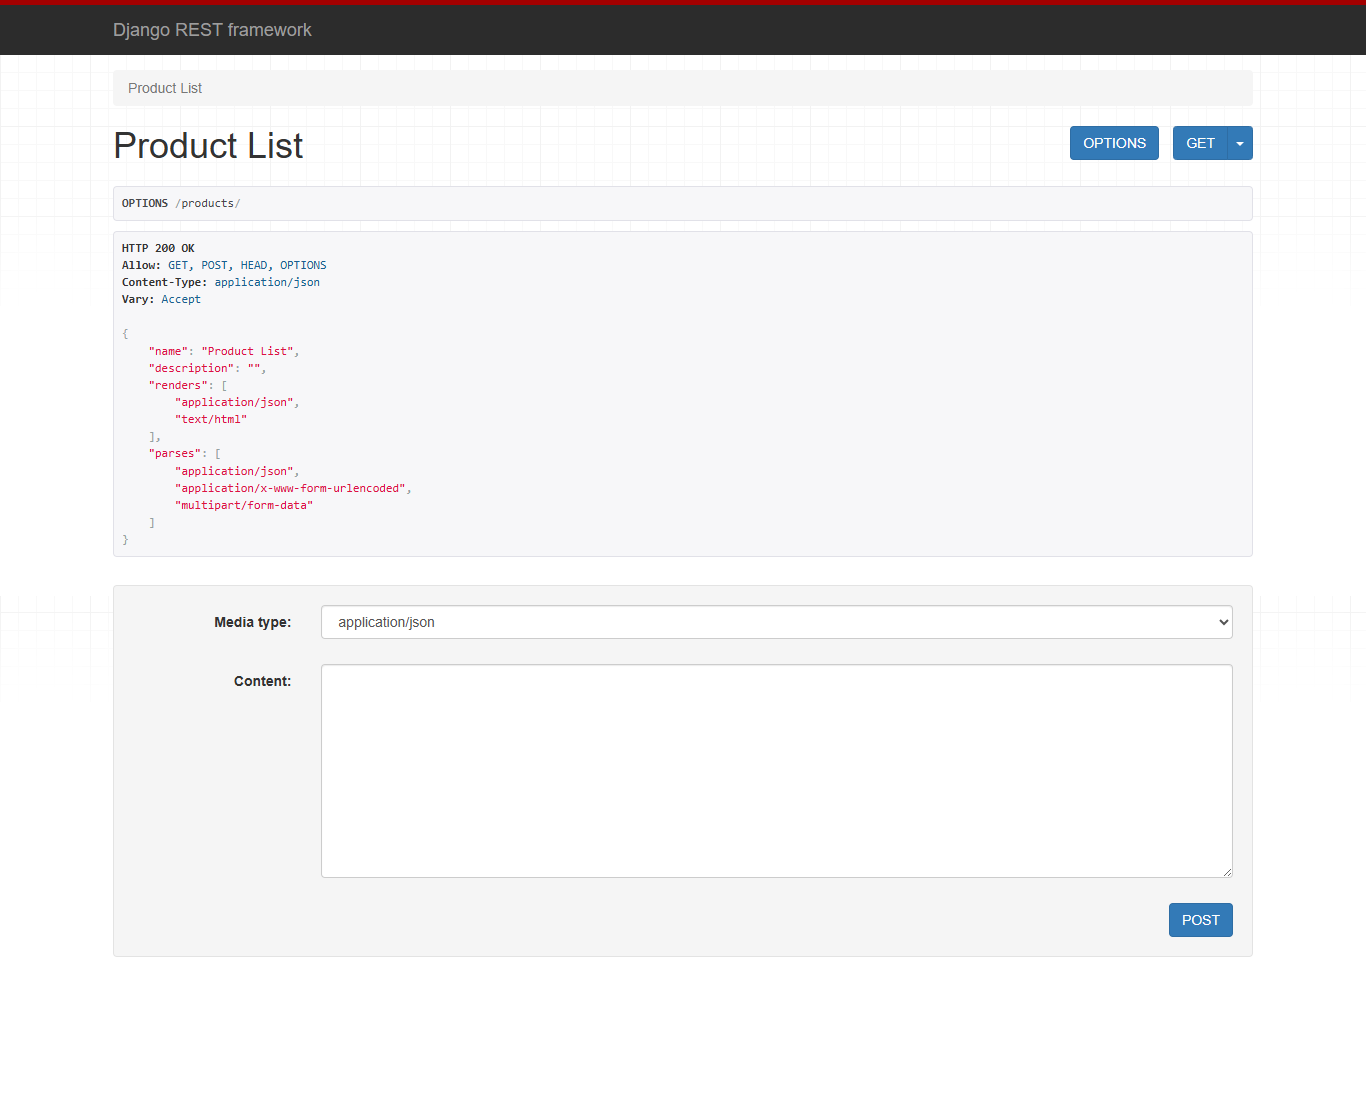 Django REST framework
Product List
Product List
OPTIONS
GET
OPTIONS /products/
HTTP 200 OK
Allow: GET, POST, HEAD, OPTIONS
Content-Type: application/json
Vary: Accept
{
    "name": "Product List",
    "description": "",
    "renders": [
        "application/json",
        "text/html"
    ],
    "parses": [
        "application/json",
        "application/x-www-form-urlencoded",
        "multipart/form-data"
    ]
}
Media type:
application/json
Content:
POST